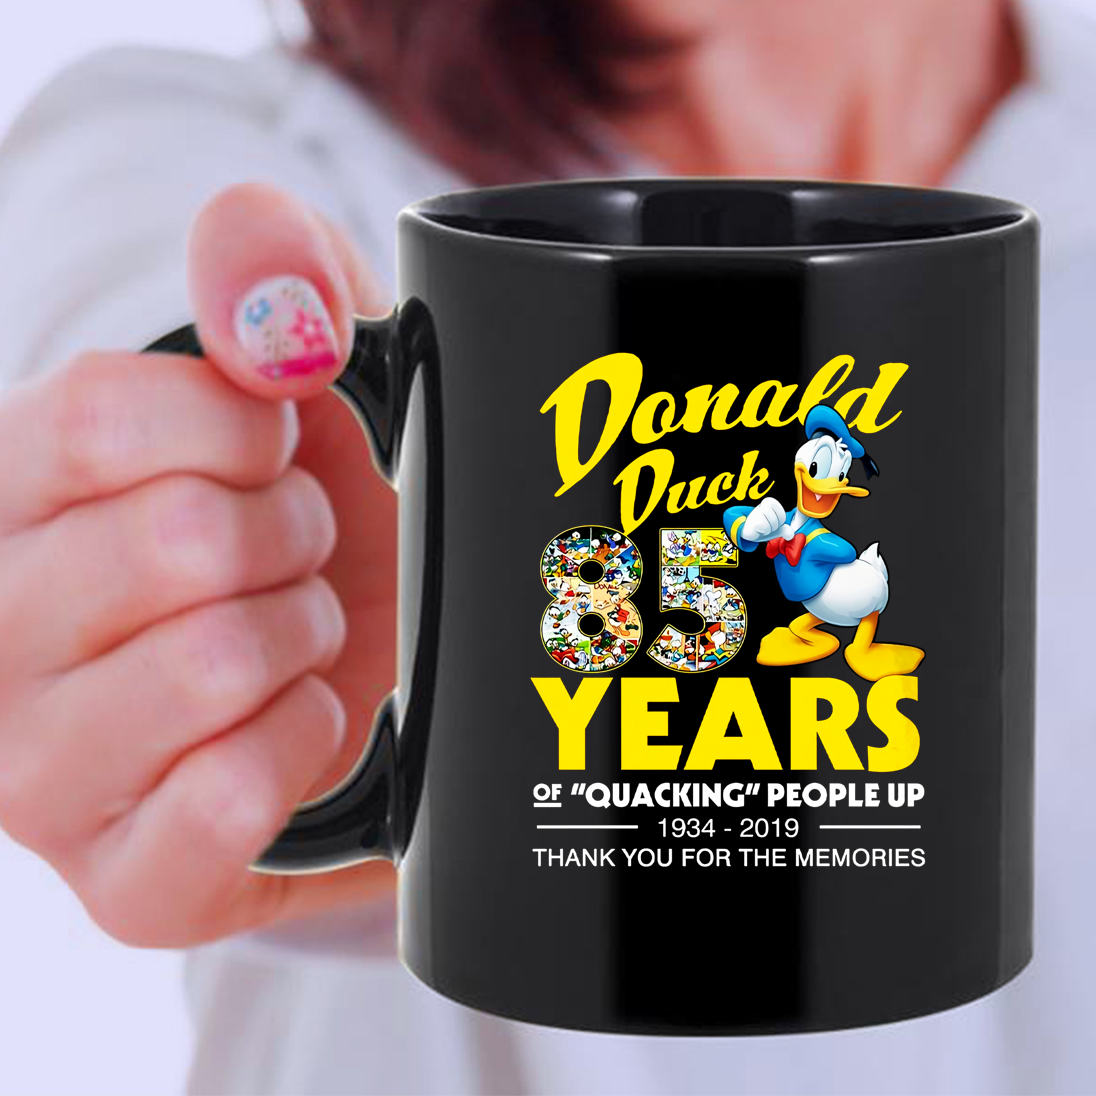 Donald
Duck
85
YEARS
OF "QUACKING" PEOPLE UP
1934 - 2019
THANK YOU FOR THE MEMORIES